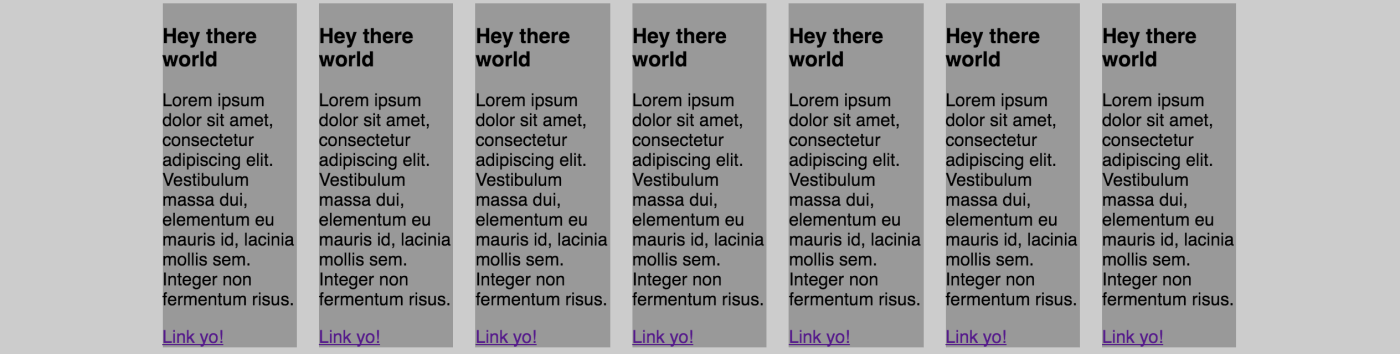 Hey there
world
Lorem ipsum
dolor sit amet,
consectetur
adipiscing elit.
Vestibulum
massa dui,
elementum eu
mauris id, lacinia
mollis sem.
Integer non
fermentum risus.
Link yo!
Hey there
world
Lorem ipsum
dolor sit amet,
consectetur
adipiscing elit.
Vestibulum
massa dui,
elementum eu
mauris id, lacinia
mollis sem.
Integer non
fermentum risus.
Link yo!
Hey there
world
Lorem ipsum
dolor sit amet,
consectetur
adipiscing elit.
Vestibulum
massa dui,
elementum eu
mauris id, lacinia
mollis sem.
Integer non
fermentum risus.
Link yo!
Hey there
world
Lorem ipsum
dolor sit amet,
consectetur
adipiscing elit.
Vestibulum
massa dui,
elementum eu
mauris id, lacinia
mollis sem.
Integer non
fermentum risus.
Link yo!
Hey there
world
Lorem ipsum
dolor sit amet,
consectetur
adipiscing elit.
Vestibulum
massa dui,
elementum eu
mauris id, lacinia
mollis sem.
Integer non
fermentum risus.
Link yo!
Hey there
world
Lorem ipsum
dolor sit amet,
consectetur
adipiscing elit.
Vestibulum
massa dui,
elementum eu
mauris id, lacinia
mollis sem.
Integer non
fermentum risus.
Link yo!
Hey there
world
Lorem ipsum
dolor sit amet,
consectetur
adipiscing elit.
Vestibulum
massa dui,
elementum eu
mauris id, lacinia
mollis sem.
Integer non
fermentum risus.
Link yo!